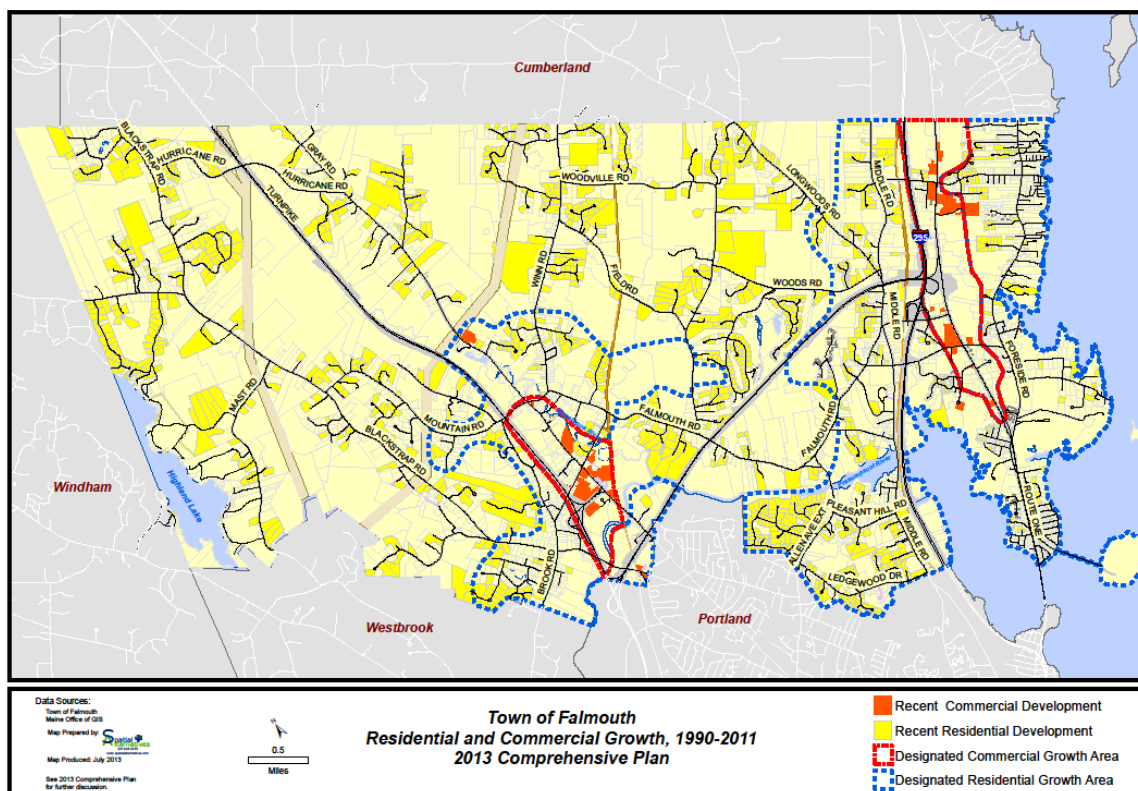 Cumberland
BLACKSTRAP RD
HURRICANE RD
GRAY RD
HURRICANE RD
TURNPIKE
WOODVILLE RD
LONGWOODS RD
MIDDLE RD
295
WINN RD
FIELD RD
WOODS RD
MIDDLE RD
FORESIDE RD
MAST RD
MOUNTAIN RD
BLACKSTRAP RD
FALMOUTH RD
FALMOUTH RD
Windham
Highland Lake
PLEASANT HILL RD
ALLEN AVE EXT
MIDDLE RD
ROUTE ONE
LEDGEWOOD DR
BROOK RD
Westbrook
Portland
Data Sources:
Town of Falmouth
Maine Office of GIS
Map Prepared by:
Spatial
Alternatives
Map Produced: July 2013
See 2013 Comprehensive Plan
for further discussion.
N
0.5
Miles
Town of Falmouth
Residential and Commercial Growth, 1990-2011
2013 Comprehensive Plan
Recent Commercial Development
Recent Residential Development
Designated Commercial Growth Area
Designated Residential Growth Area